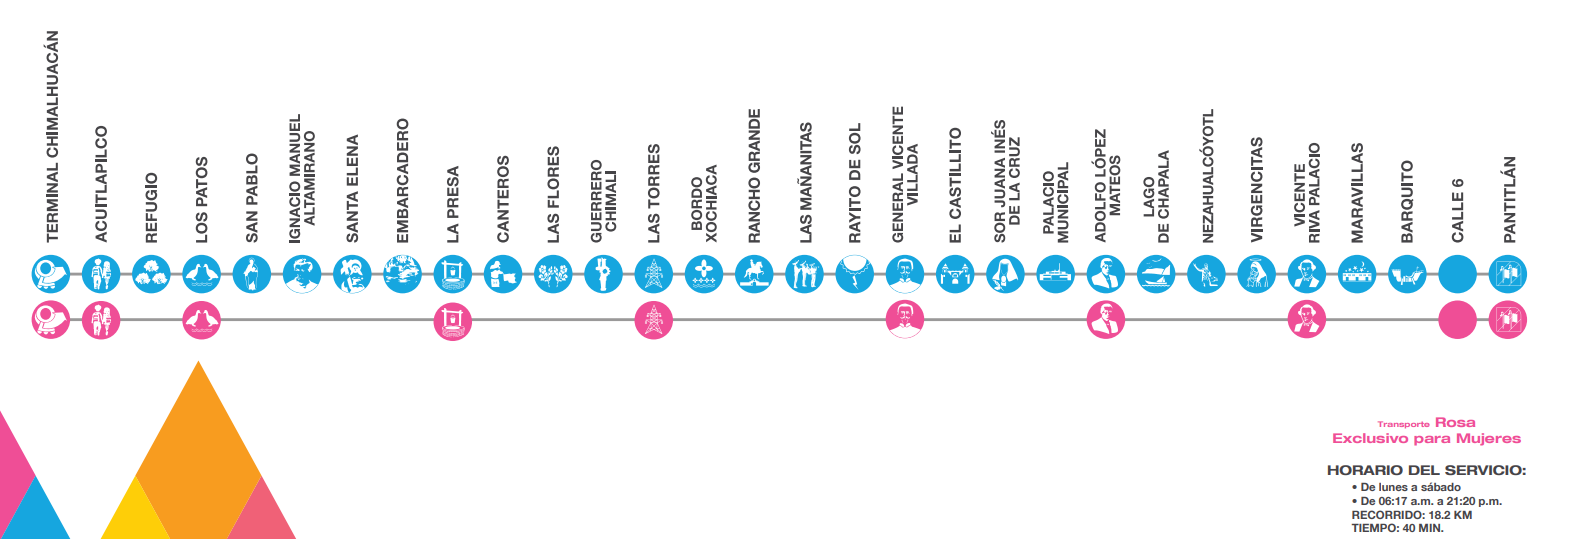 TERMINAL CHIMALHUACÁN
ACUITLAPILCO
REFUGIO
LOS PATOS
SAN PABLO
IGNACIO MANUEL
ALTAMIRANO
SANTA ELENA
EMBARCADERO
LA PRESA
CANTEROS
LAS FLORES
GUERRERO
CHIMALI
LAS TORRES
BORDO
XOCHIACA
RANCHO GRANDE
LAS MAÑANITAS
RAYITO DE SOL
GENERAL VICENTE
VILLADA
EL CASTILLITO
SOR JUANA INÉS
DE LA CRUZ
PALACIO
MUNICIPAL
ADOLFO LÓPEZ
MATEOS
LAGO
DE CHAPALA
NEZAHUALCÓYOTL
VIRGENCITAS
VICENTE
RIVA PALACIO
MARAVILLAS
BARQUITO
CALLE 6
PANTITLÁN
Transporte Rosa
Exclusivo para Mujeres
HORARIO DEL SERVICIO:
• De lunes a sábado
• De 06:17 a.m. a 21:20 p.m.
RECORRIDO: 18.2 KM
TIEMPO: 40 MIN.